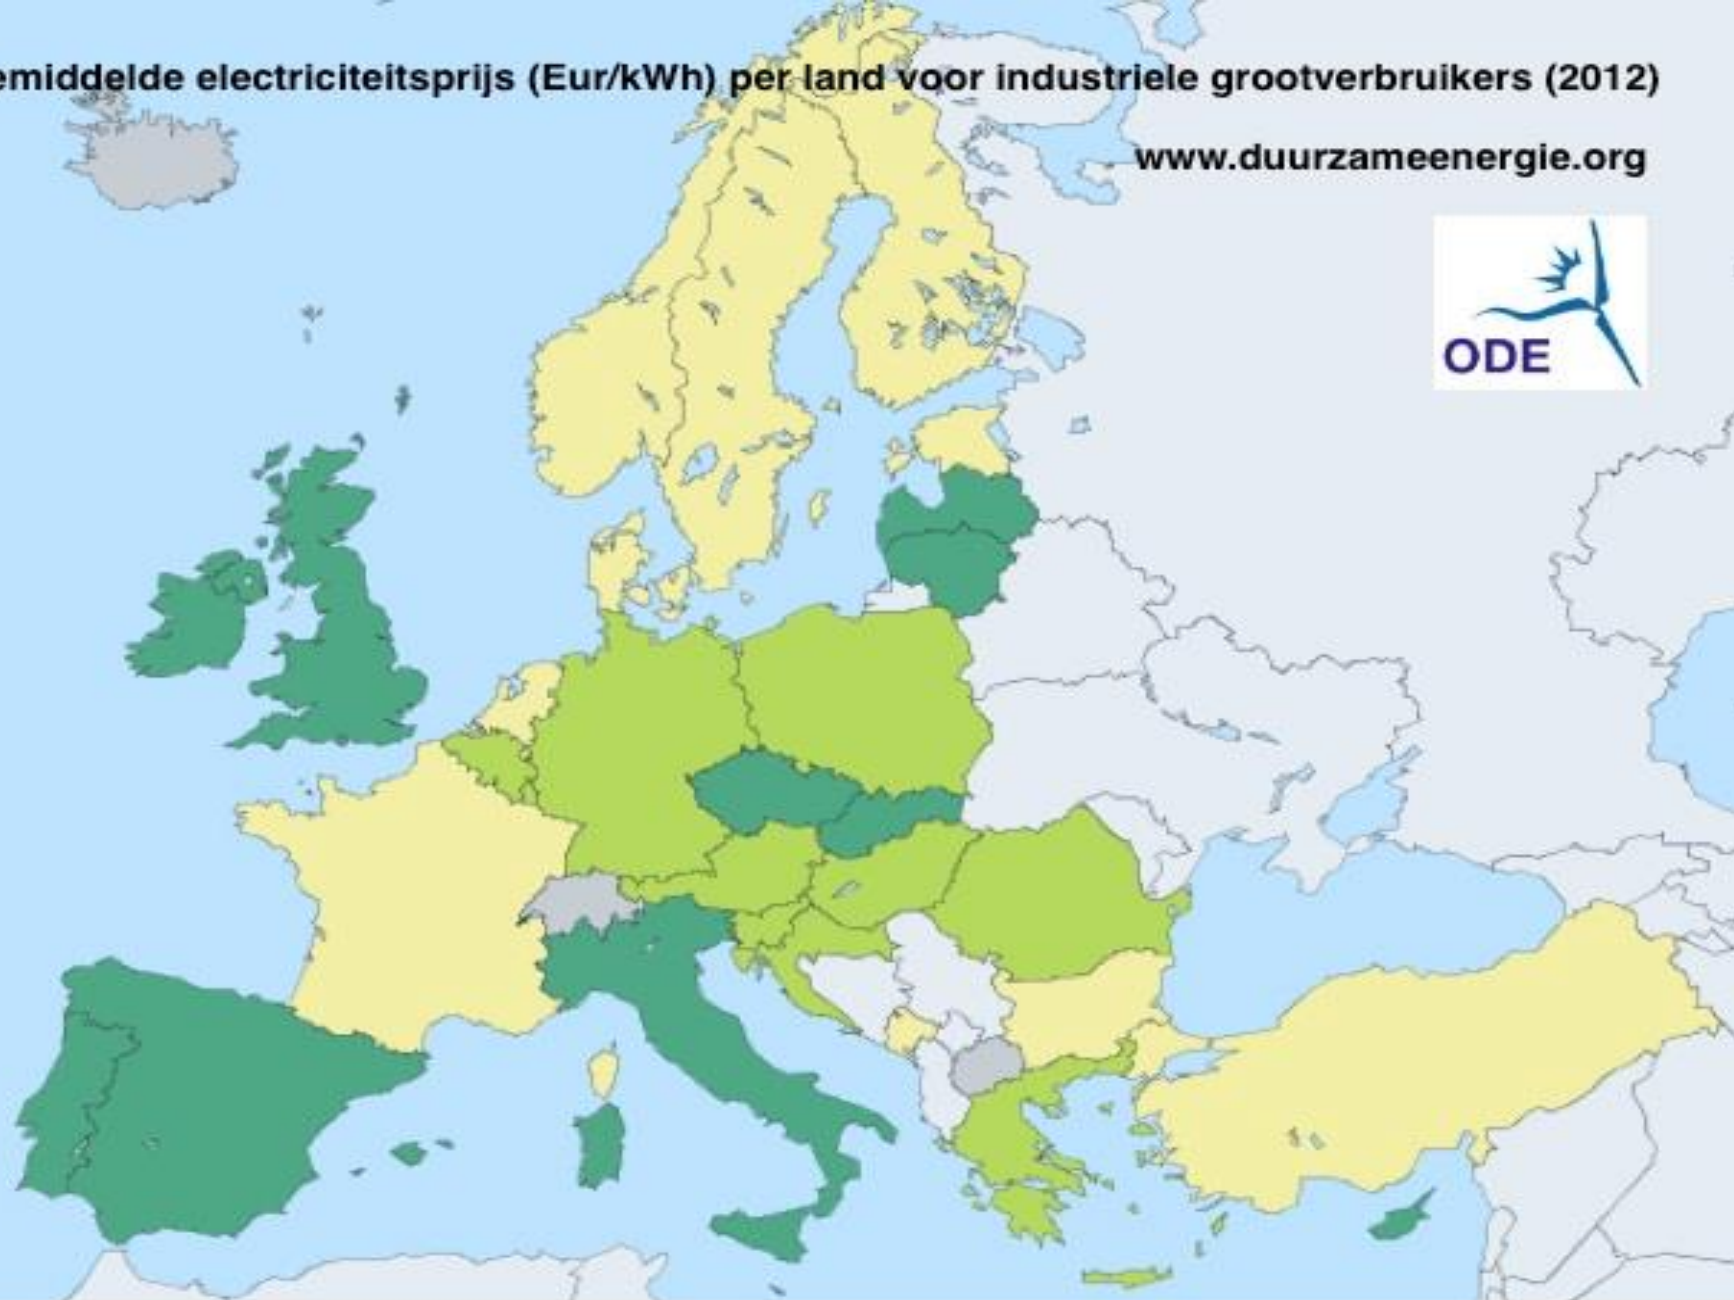 emiddelde electriciteitsprijs (Eur/kWh) per land voor industriele grootverbruikers (2012)
www.duurzameenergie.org
ODE